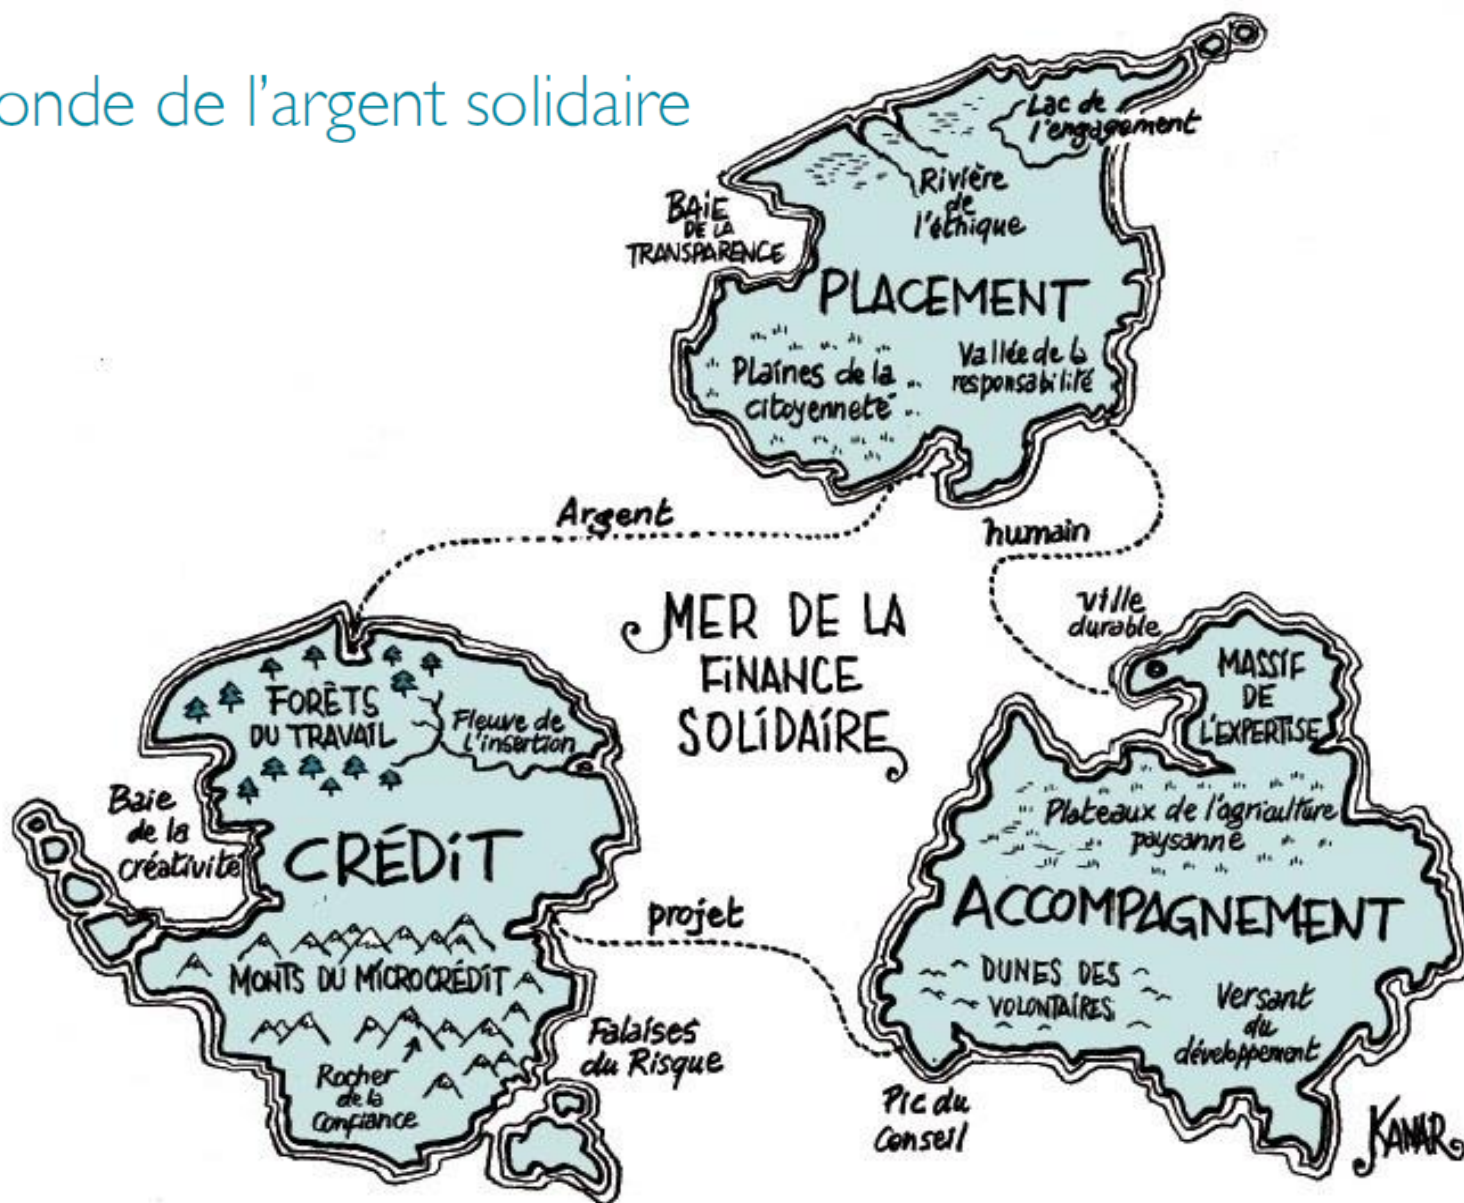 onde de l'argent solidaire
Lac de
l'engagement
Rivière
de
l'éthique
BAIE
DE LA
TRANSPARENCE
PLACEMENT
Plaines de la
citoyenneté
Vallée de la
responsabilité
Argent
humain
MER DE LA
FINANCE
SOLIDAIRE
ville
durable
MASSIF
DE
L'EXPERTISE
FORÊTS
DU TRAVAIL
Fleuve de
l'insertion
Baie
de la
créativité
CRÉDIT
Plateaux de l'agriculture
paysanne
ACCOMPAGNEMENT
projet
MONTS DU MICROCRÉDIT
DUNES DES
VOLONTAIRES
Versant
du
développement
Falaises
du Risque
Rocher
de la
Confiance
Pic du
Conseil
KANAR